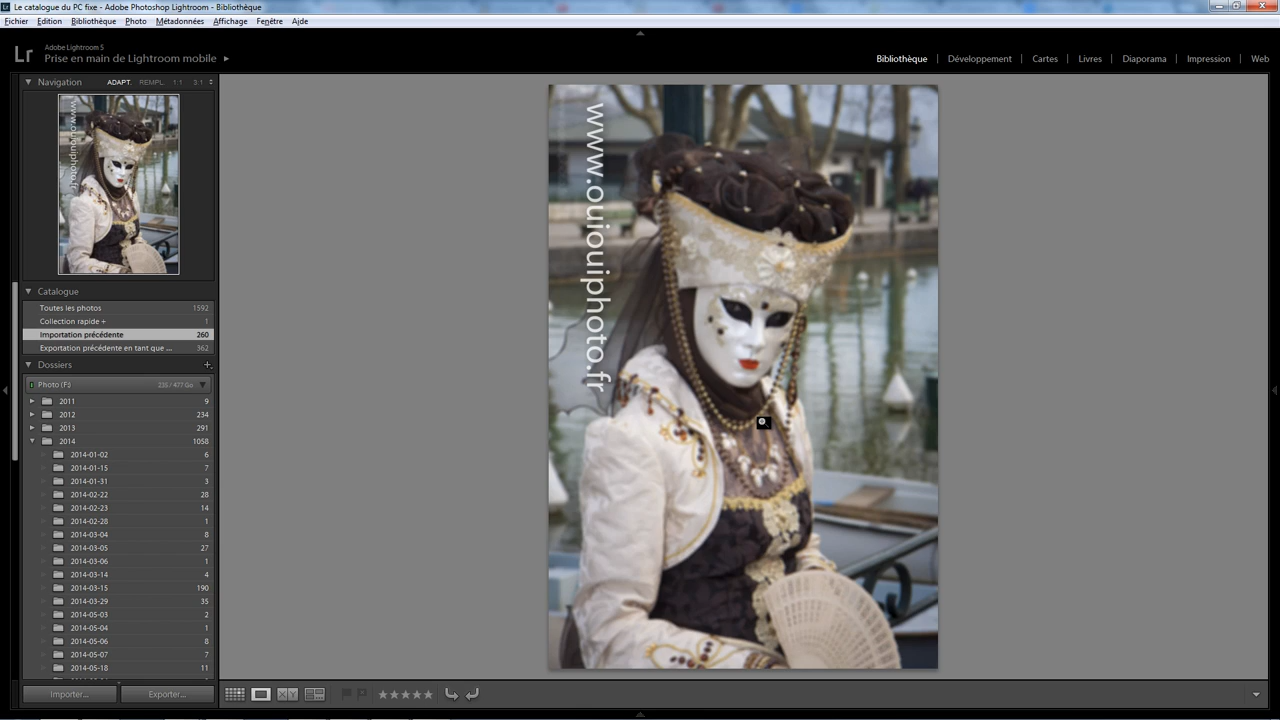 Le catalogue du PC fixe - Adobe Photoshop Lightroom - Bibliothèque
Fichier Edition Bibliothèque Photo Métadonnées Affichage Fenêtre Aide
Lr
Adobe Lightroom 5
Prise en main de Lightroom mobile
Bibliothèque | Développement | Cartes | Livres | Diaporama | Impression | Web
Navigation ADAPT. REMPL. 1:1 3:1
www.ouiouiphoto.fr
www.ouiouiphoto.fr
Catalogue
Toutes les photos 1592
Collection rapide + 1
Importation précédente 260
Exportation précédente en tant que ... 362
Dossiers +
Photo (F:) 235 / 477 Go
2011 9
2012 234
2013 291
2014 1058
2014-01-02 6
2014-01-15 7
2014-01-31 3
2014-02-22 28
2014-02-23 14
2014-02-28 1
2014-03-04 8
2014-03-05 27
2014-03-06 1
2014-03-14 4
2014-03-15 190
2014-03-29 35
2014-05-03 2
2014-05-04 1
2014-05-06 8
2014-05-07 7
2014-05-18 11
Importer... Exporter...
XY